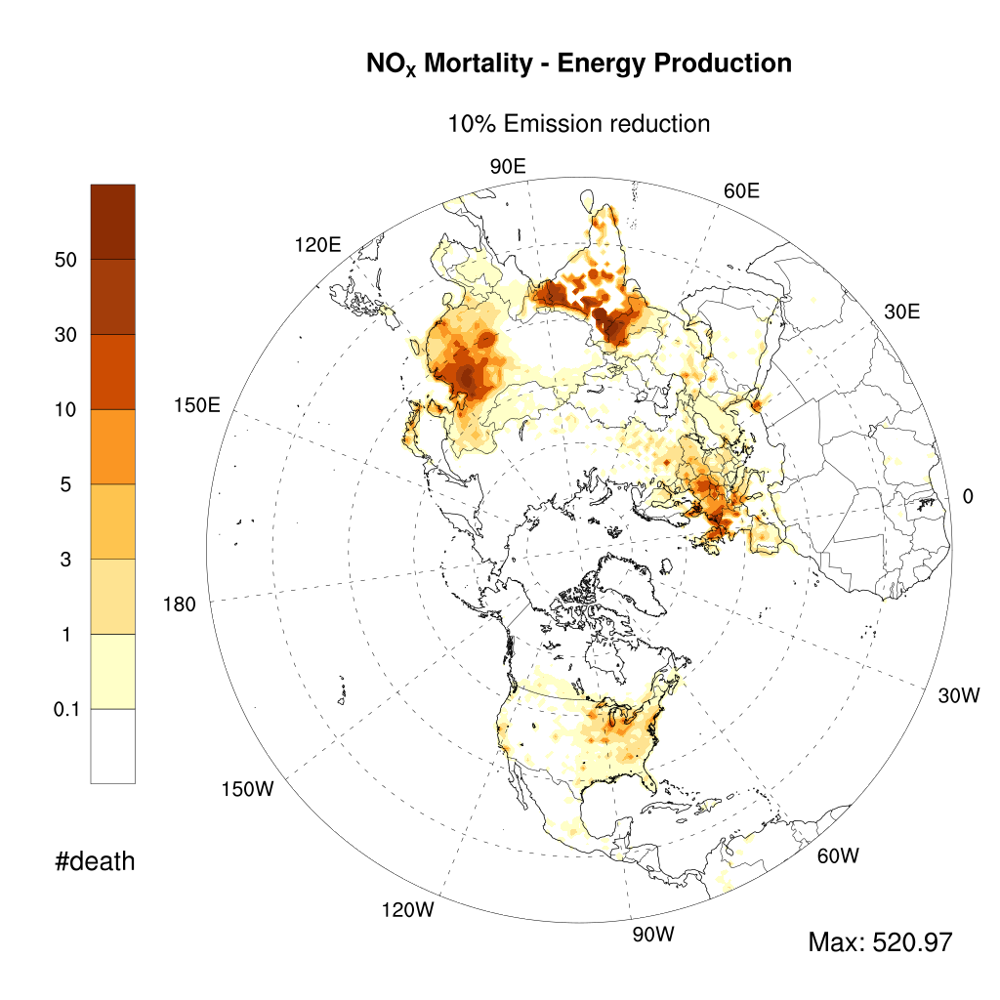 NOX Mortality - Energy Production
10% Emission reduction
90E
60E
120E
30E
50
30
150E
10
5
0
3
180
1
0.1
30W
150W
#death
60W
120W
90W
Max: 520.97